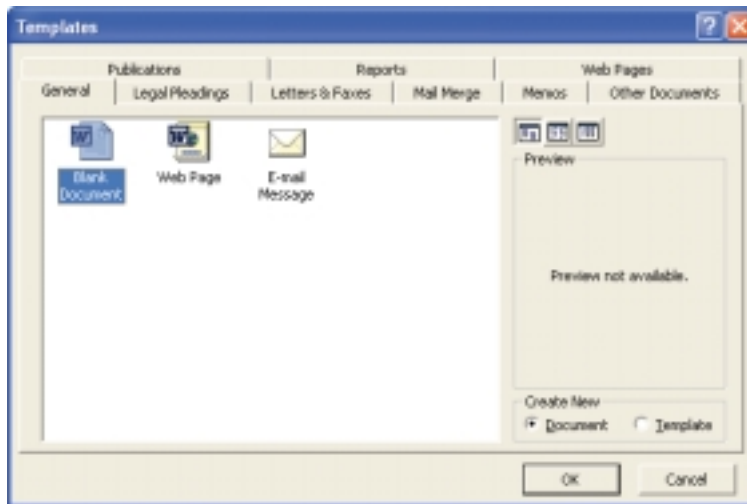 Templates
Publications Reports Web Pages
General Legal Pleadings Letters & Faxes Mail Merge Memos Other Documents
Blank Document
Web Page
E-mail Message
Preview
Preview not available.
Create New
Document Template
OK Cancel